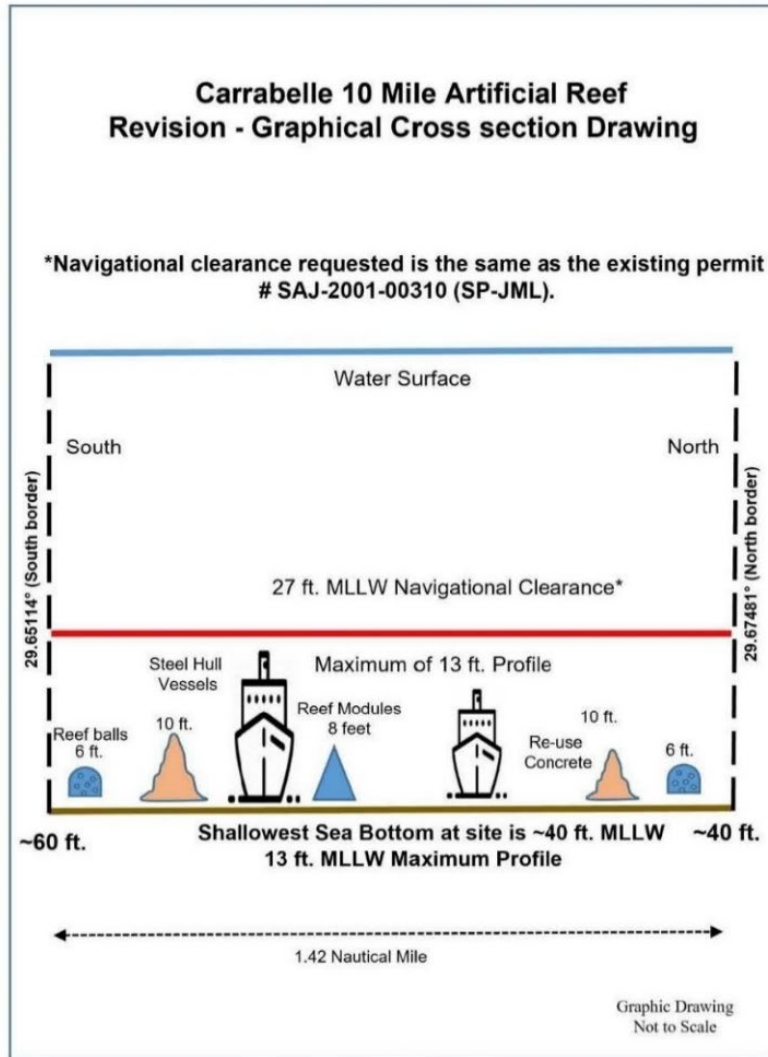 Carrabelle 10 Mile Artificial Reef
Revision - Graphical Cross section Drawing
*Navigational clearance requested is the same as the existing permit
# SAJ-2001-00310 (SP-JML).
Water Surface
South
North
29.65114° (South border)
29.67481° (North border)
27 ft. MLLW Navigational Clearance*
Steel Hull
Vessels
Maximum of 13 ft. Profile
Reef balls
6 ft.
10 ft.
Reef Modules
8 feet
10 ft.
Re-use
Concrete
6 ft.
~60 ft.
Shallowest Sea Bottom at site is ~40 ft. MLLW
13 ft. MLLW Maximum Profile
~40 ft.
1.42 Nautical Mile
Graphic Drawing
Not to Scale